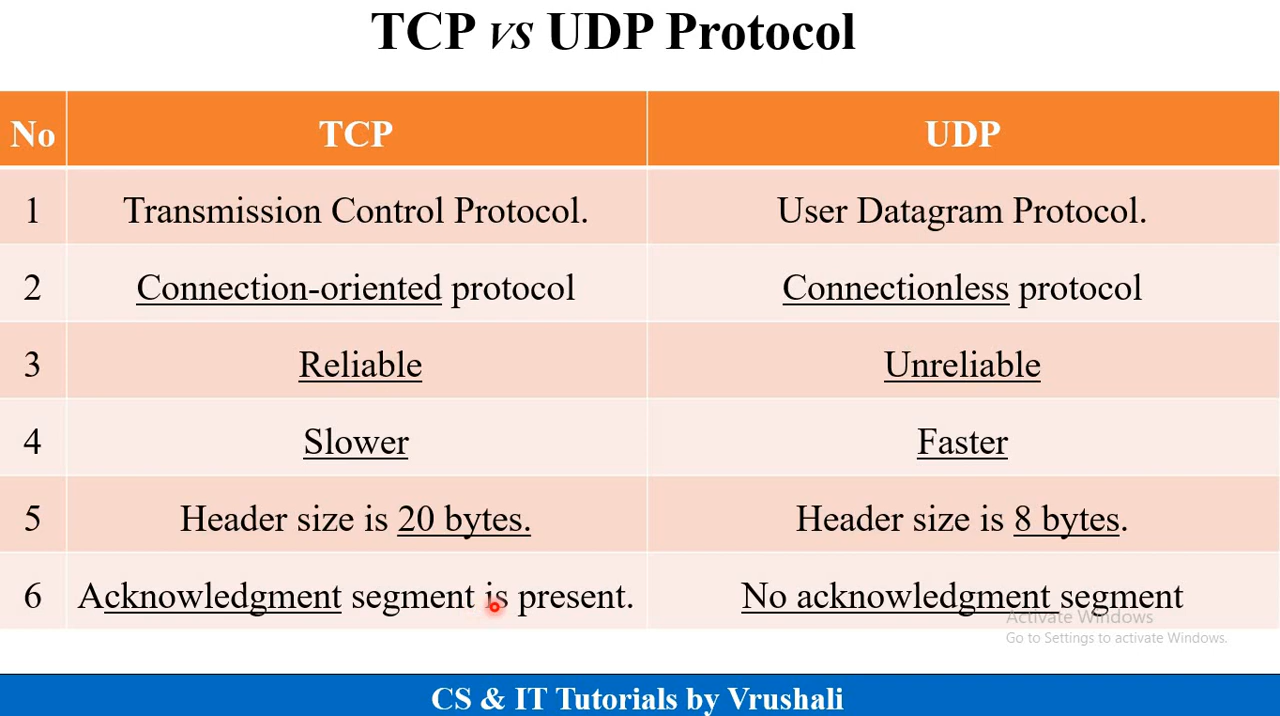 TCP vs UDP Protocol
No TCP UDP
1 Transmission Control Protocol. User Datagram Protocol.
2 Connection-oriented protocol Connectionless protocol
3 Reliable Unreliable
4 Slower Faster
5 Header size is 20 bytes. Header size is 8 bytes.
6 Acknowledgment segment is present. No acknowledgment segment
Activate Windows
Go to Settings to activate Windows.
CS & IT Tutorials by Vrushali